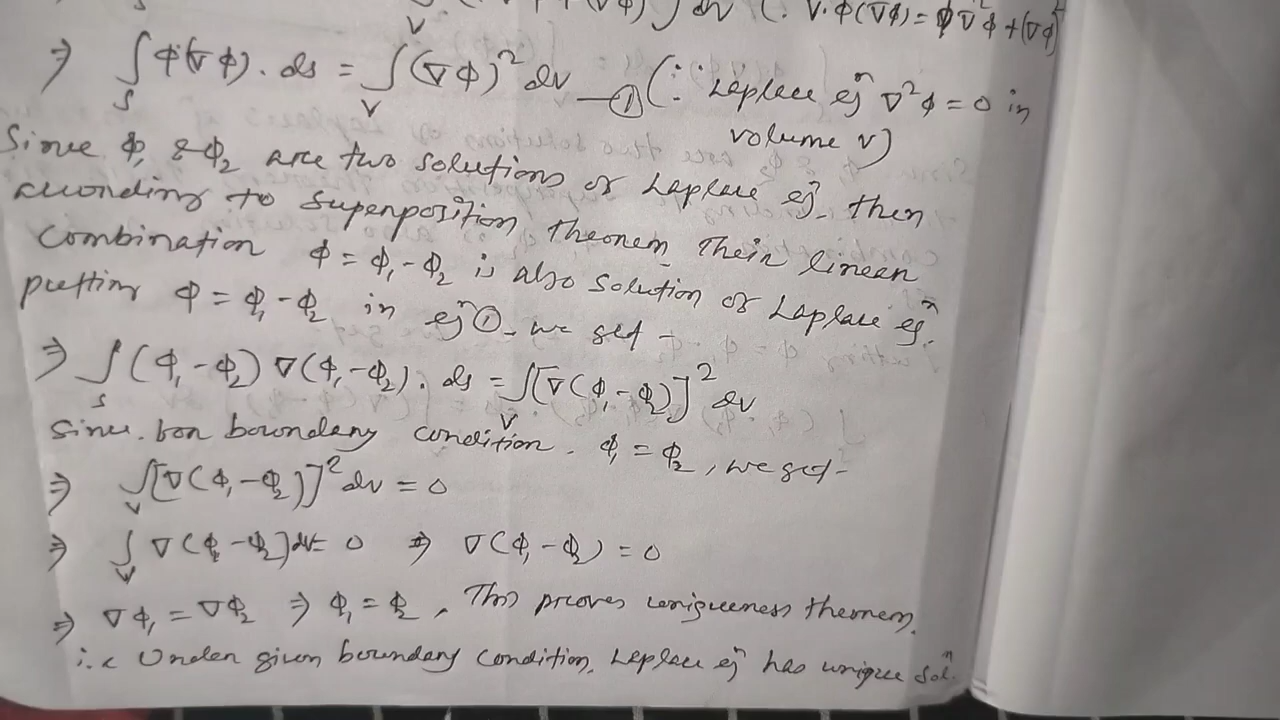 ∇·φ(∇φ) = φ∇²φ + (∇φ)²
⇒ ∫_S φ(∇φ). ds = ∫_V (∇φ)² dv —① (∵ Laplace eqⁿ ∇²φ = 0 in
volume v)
Since φ₁ & φ₂ are two solutions of Laplace eqⁿ. then
according to superposition theorem their linear
combination φ = φ₁ - φ₂ is also solution of Laplace eqⁿ.
putting φ = φ₁ - φ₂ in eqⁿ ①, we get -
⇒ ∫_S (φ₁ - φ₂) ∇(φ₁ - φ₂). ds = ∫_V [∇(φ₁ - φ₂)]² dv
Since. for boundary condition. φ₁ = φ₂, we get -
⇒ ∫_V [∇(φ₁ - φ₂)]² dv = 0
⇒ ∫_V ∇(φ₁ - φ₂] dv = 0 ⇒ ∇(φ₁ - φ₂) = 0
⇒ ∇φ₁ = ∇φ₂ ⇒ φ₁ = φ₂, This proves uniqueness theorem.
i.e Under given boundary condition, Laplace eqⁿ has unique solⁿ.